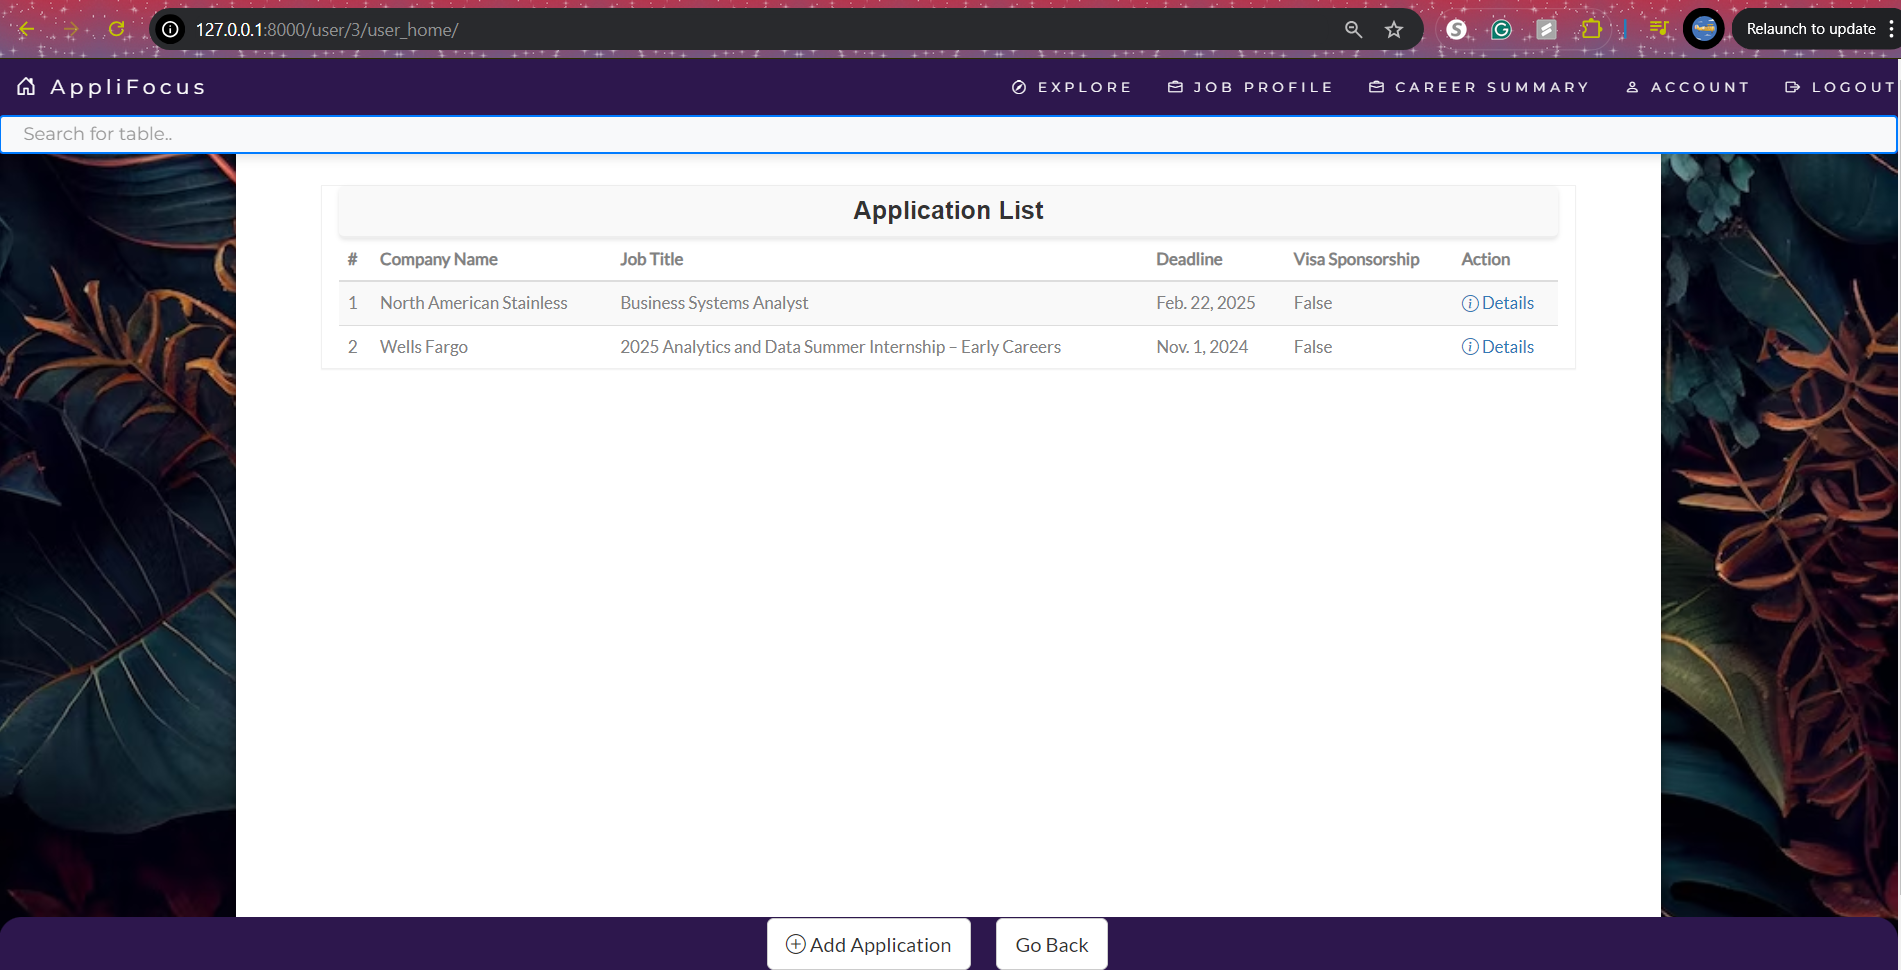 127.0.0.1:8000/user/3/user_home/ Relaunch to update
AppliFocus EXPLORE JOB PROFILE CAREER SUMMARY ACCOUNT LOGOUT
Search for table..
Application List
# Company Name Job Title Deadline Visa Sponsorship Action
1 North American Stainless Business Systems Analyst Feb. 22, 2025 False Details
2 Wells Fargo 2025 Analytics and Data Summer Internship – Early Careers Nov. 1, 2024 False Details
Add Application Go Back